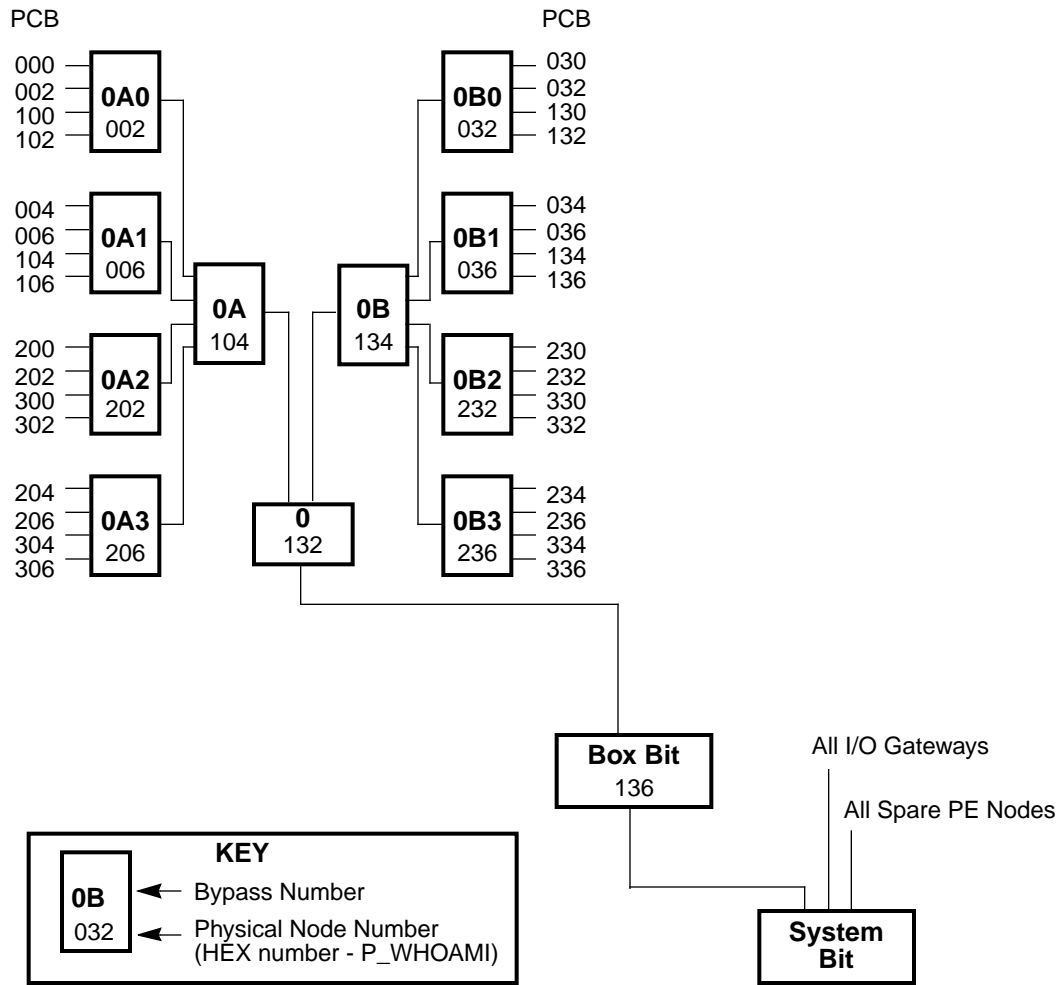 PCB
000
002
100
102
0A0
002
004
006
104
106
0A1
006
200
202
300
302
0A2
202
204
206
304
306
0A3
206
0A
104
0
132
0B
134
PCB
0B0
032
030
032
130
132
0B1
036
034
036
134
136
0B2
232
230
232
330
332
0B3
236
234
236
334
336
Box Bit
136
All I/O Gateways
All Spare PE Nodes
System
Bit
KEY
0B
032
Bypass Number
Physical Node Number
(HEX number - P_WHOAMI)